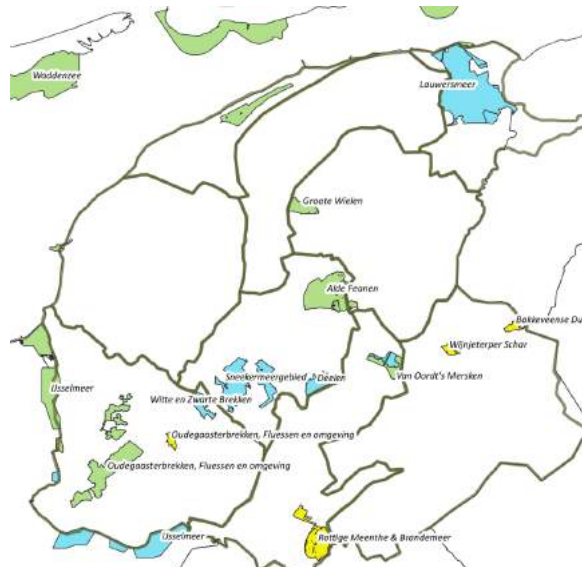 Waddenzee
Lauwersmeer
Groote Wielen
Alde Feanen
Bakkeveense Du
Wijnjeterper Schar
Van Oordt's Mersken
IJsselmeer
Sneekermeergebied
Deelen
Witte en Zwarte Brekken
Oudegaasterbrekken, Fluessen en omgeving
Oudegaasterbrekken, Fluessen en omgeving
IJsselmeer
Rottige Meenthe & Brandemeer